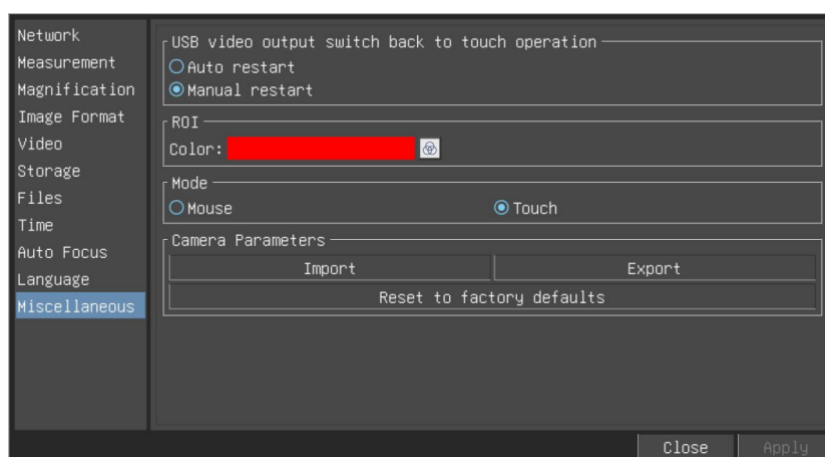 Network
Measurement
Magnification
Image Format
Video
Storage
Files
Time
Auto Focus
Language
Miscellaneous
USB video output switch back to touch operation
Auto restart
Manual restart
ROI
Color:
Mode
Mouse Touch
Camera Parameters
Import Export
Reset to factory defaults
Close Apply